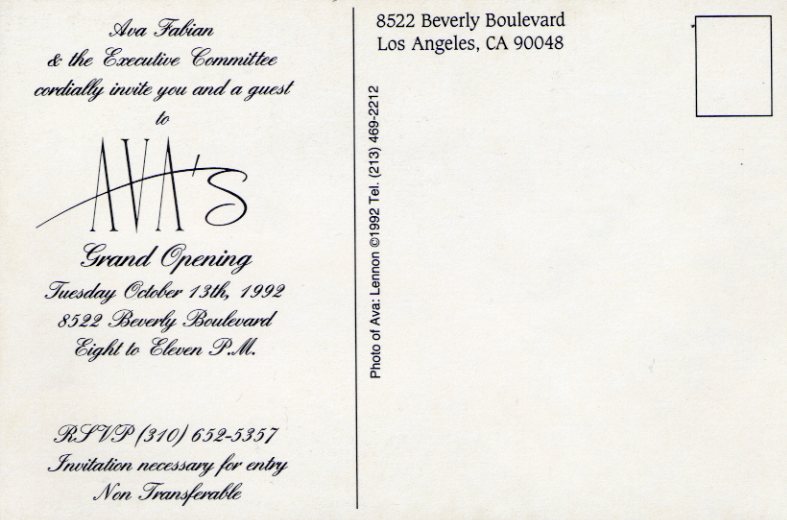 Ava Fabian
& the Executive Committee
cordially invite you and a guest
to
AVA'S
Grand Opening
Tuesday October 13th, 1992
8522 Beverly Boulevard
Eight to Eleven P.M.
RSVP (310) 652-5357
Invitation necessary for entry
Non Transferable
Photo of Ava: Lennon ©1992 Tel. (213) 469-2212
8522 Beverly Boulevard
Los Angeles, CA 90048